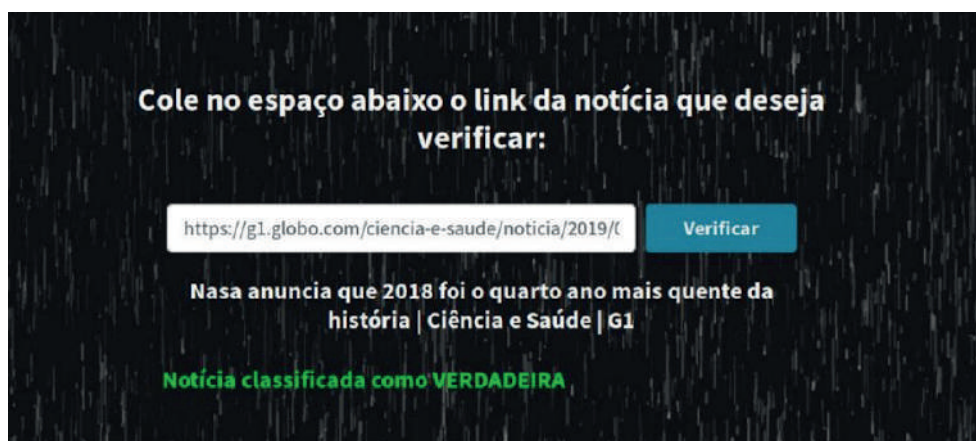 Cole no espaço abaixo o link da notícia que deseja
verificar:
https://g1.globo.com/ciencia-e-saude/noticia/2019/0
Verificar
Nasa anuncia que 2018 foi o quarto ano mais quente da
história | Ciência e Saúde | G1
Notícia classificada como VERDADEIRA